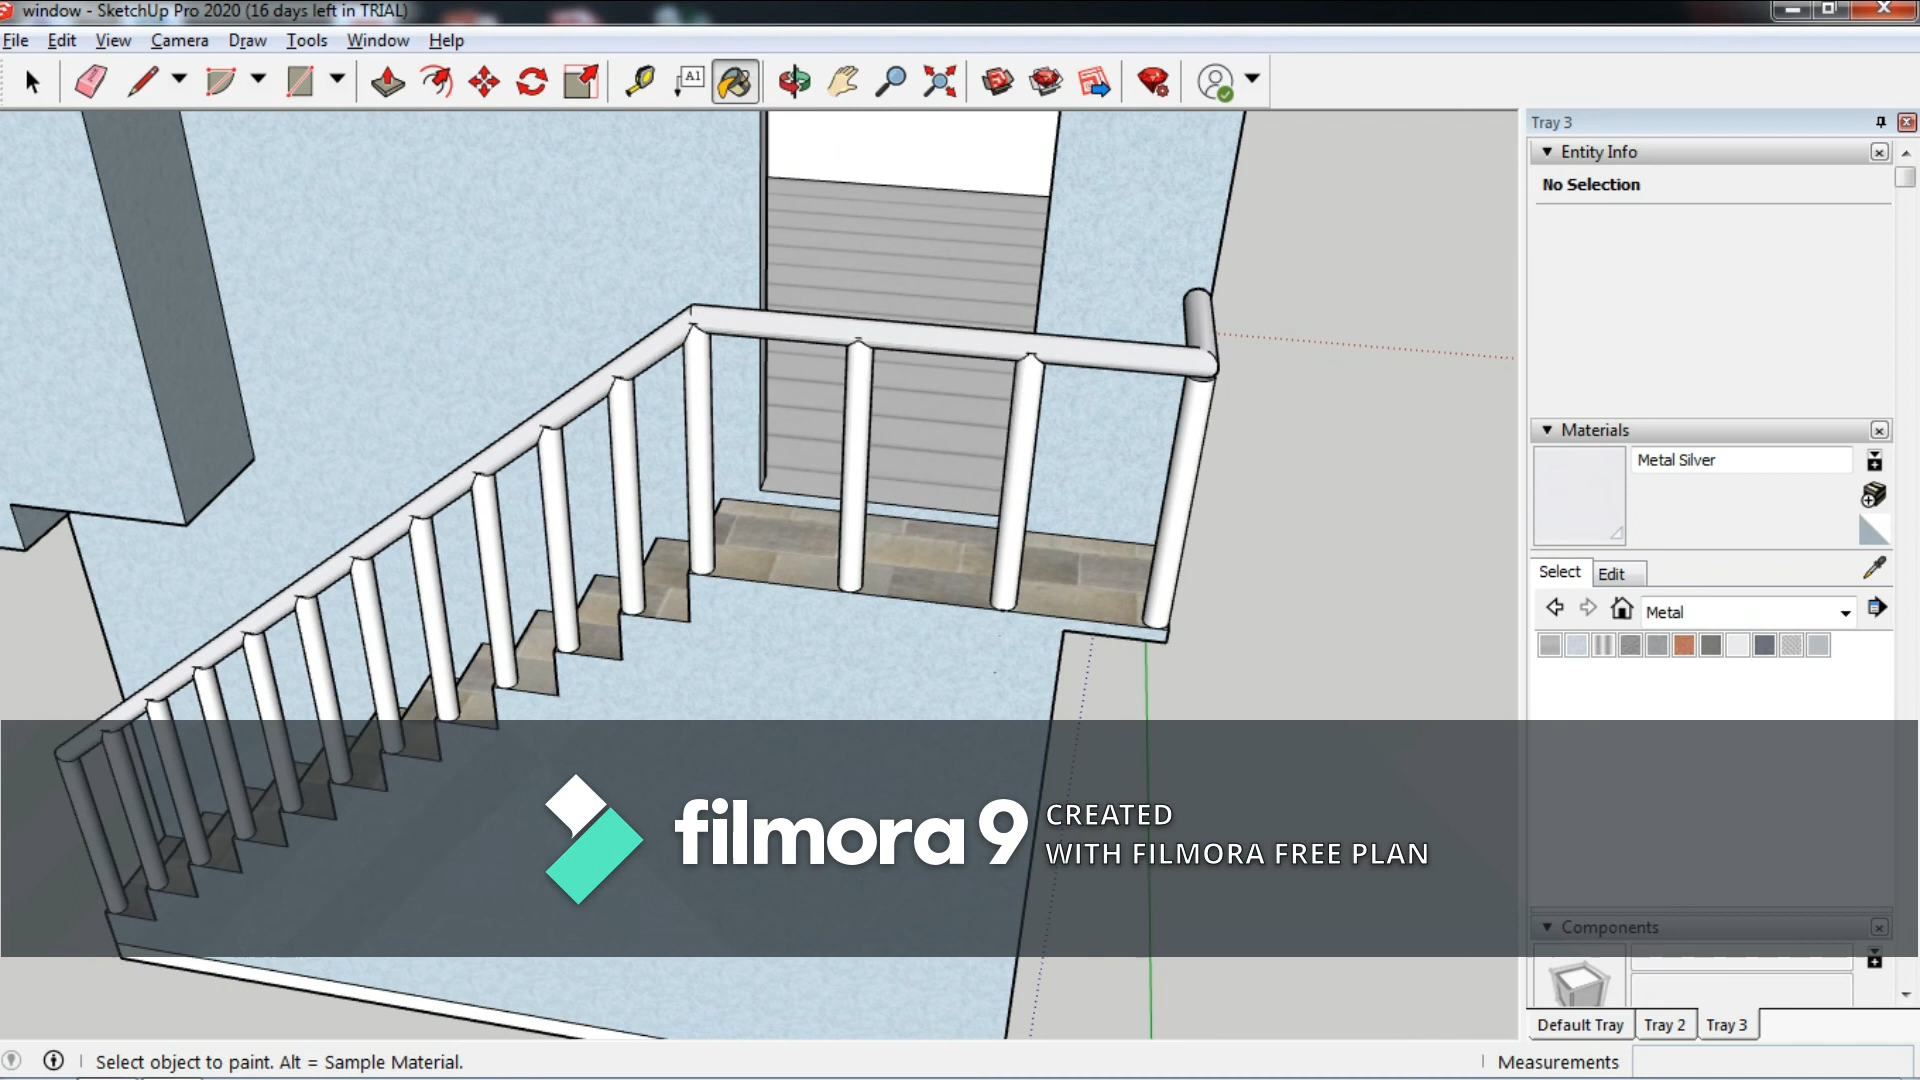 window - SketchUp Pro 2020 (16 days left in TRIAL)
File Edit View Camera Draw Tools Window Help
A1
Tray 3
Entity Info
No Selection
Materials
Metal Silver
Select Edit
Metal
filmora9 CREATED
WITH FILMORA FREE PLAN
Components
Default Tray Tray 2 Tray 3
Select object to paint. Alt = Sample Material.
Measurements